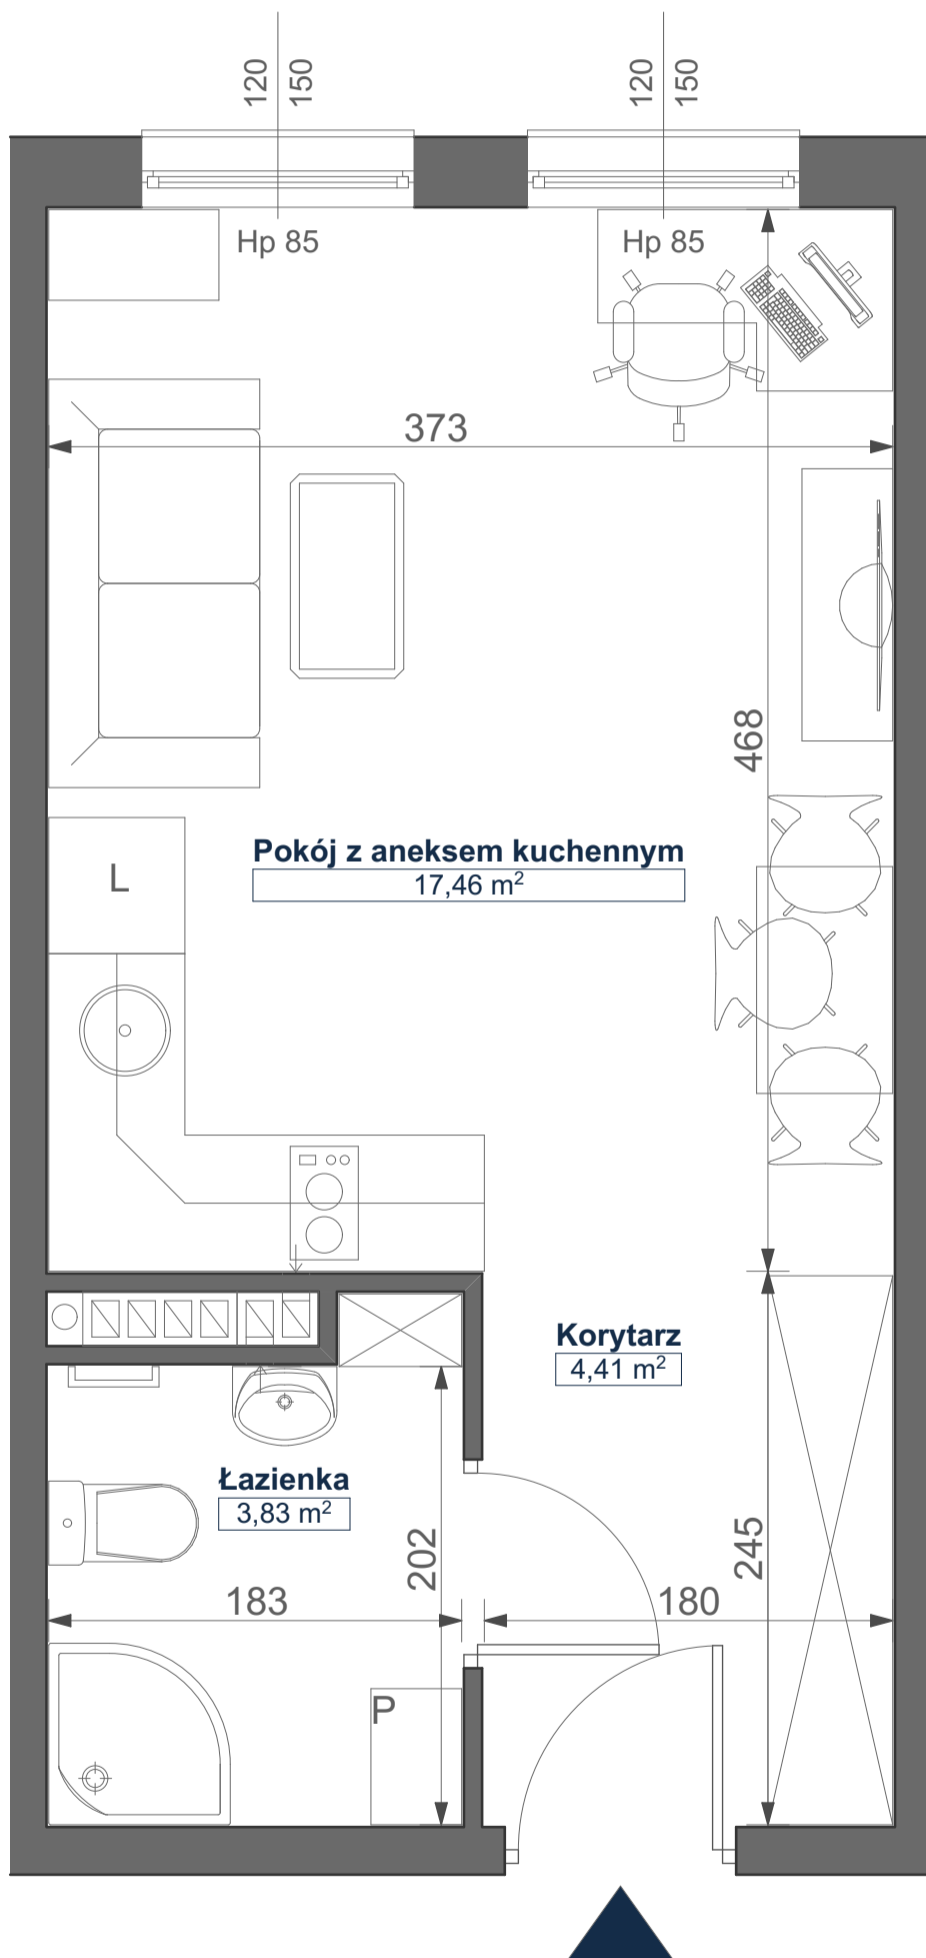 120
150
120
150
Hp 85
Hp 85
373
468
Pokój z aneksem kuchennym
17,46 m²
L
Korytarz
4,41 m²
Łazienka
3,83 m²
202
245
183
180
P